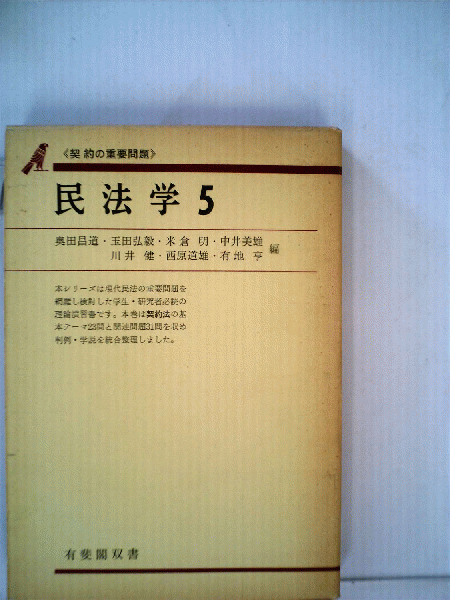 《契約の重要問題》
民法学 5
奥田昌道・玉田弘毅・米倉 明・中井美雄
川井 健・西原道雄・有地 亨 編
本シリーズは現代民法の重要問題を
網羅し検討した学生・研究者必読の
理論演習書です。本巻は契約法の基
本テーマ23問と関連問題31問を収め
判例・学説を統合整理しました。
有斐閣双書